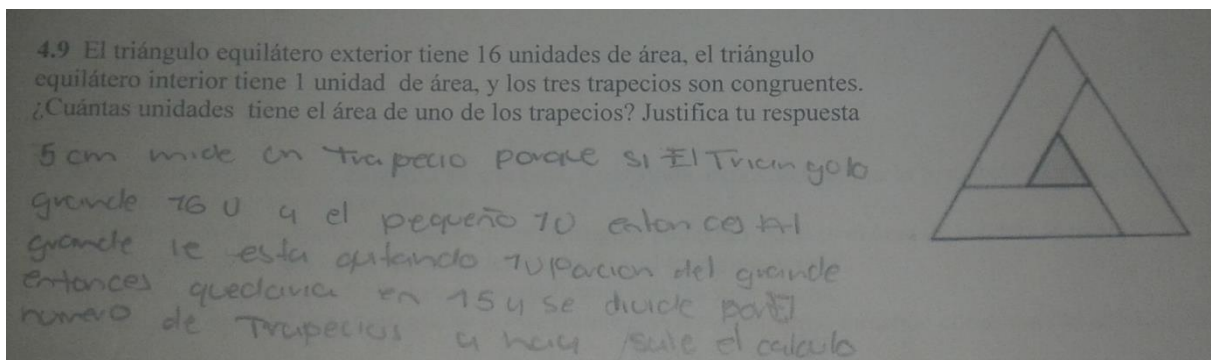 4.9 El triángulo equilátero exterior tiene 16 unidades de área, el triángulo
equilátero interior tiene 1 unidad de área, y los tres trapecios son congruentes.
¿Cuántas unidades tiene el área de uno de los trapecios? Justifica tu respuesta
5 cm mide un trapecio porque si El Triangolo
grande 16 U y el pequeño 1U entonces Al
grande le esta quitando 1U del grande
entonces quedaria en 15 y se divide por El
numero de Trapecios y hay sale el calculo